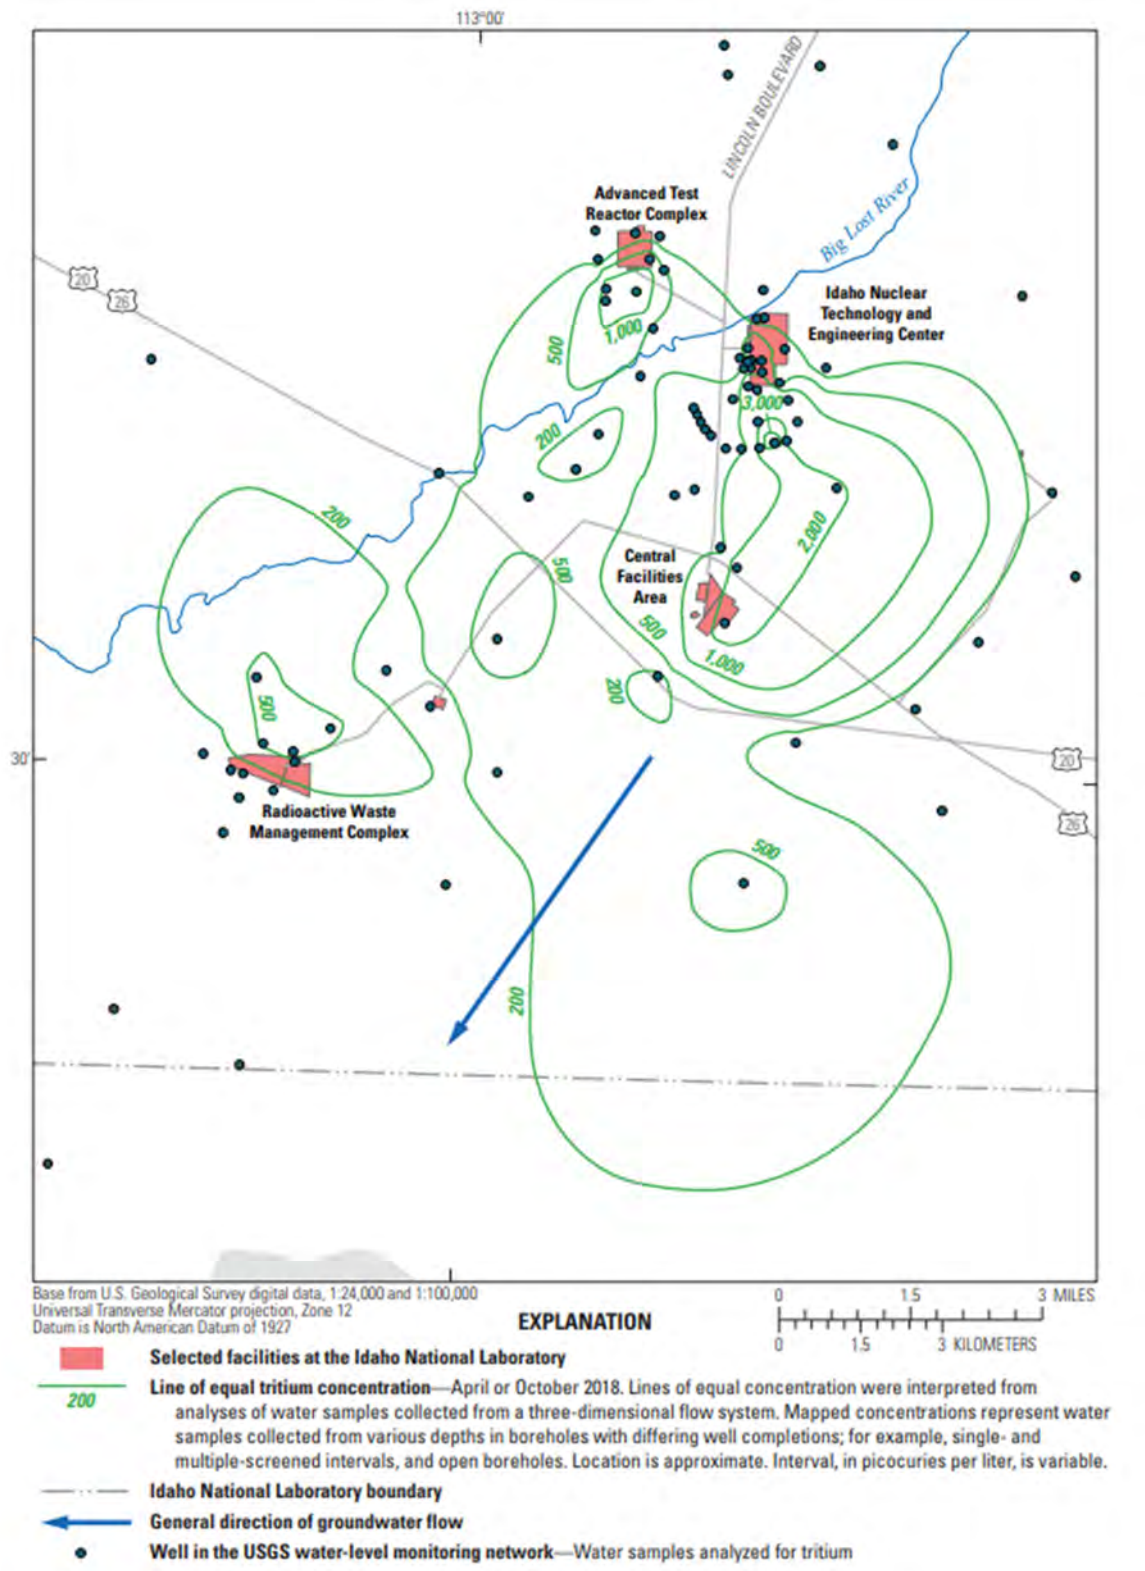 113°00'
LINCOLN BOULEVARD
Advanced Test
Reactor Complex
Big Lost River
20
26
Idaho Nuclear
Technology and
Engineering Center
500
1,000
3,000
200
200
2,000
500
Central
Facilities
Area
500
1,000
200
500
30'
20
26
Radioactive Waste
Management Complex
500
200
Base from U.S. Geological Survey digital data, 1:24,000 and 1:100,000
Universal Transverse Mercator projection, Zone 12
Datum is North American Datum of 1927
0 1.5 3 MILES
0 1.5 3 KILOMETERS
EXPLANATION
Selected facilities at the Idaho National Laboratory
200
Line of equal tritium concentration—April or October 2018. Lines of equal concentration were interpreted from
analyses of water samples collected from a three-dimensional flow system. Mapped concentrations represent water
samples collected from various depths in boreholes with differing well completions; for example, single- and
multiple-screened intervals, and open boreholes. Location is approximate. Interval, in picocuries per liter, is variable.
Idaho National Laboratory boundary
General direction of groundwater flow
Well in the USGS water-level monitoring network—Water samples analyzed for tritium